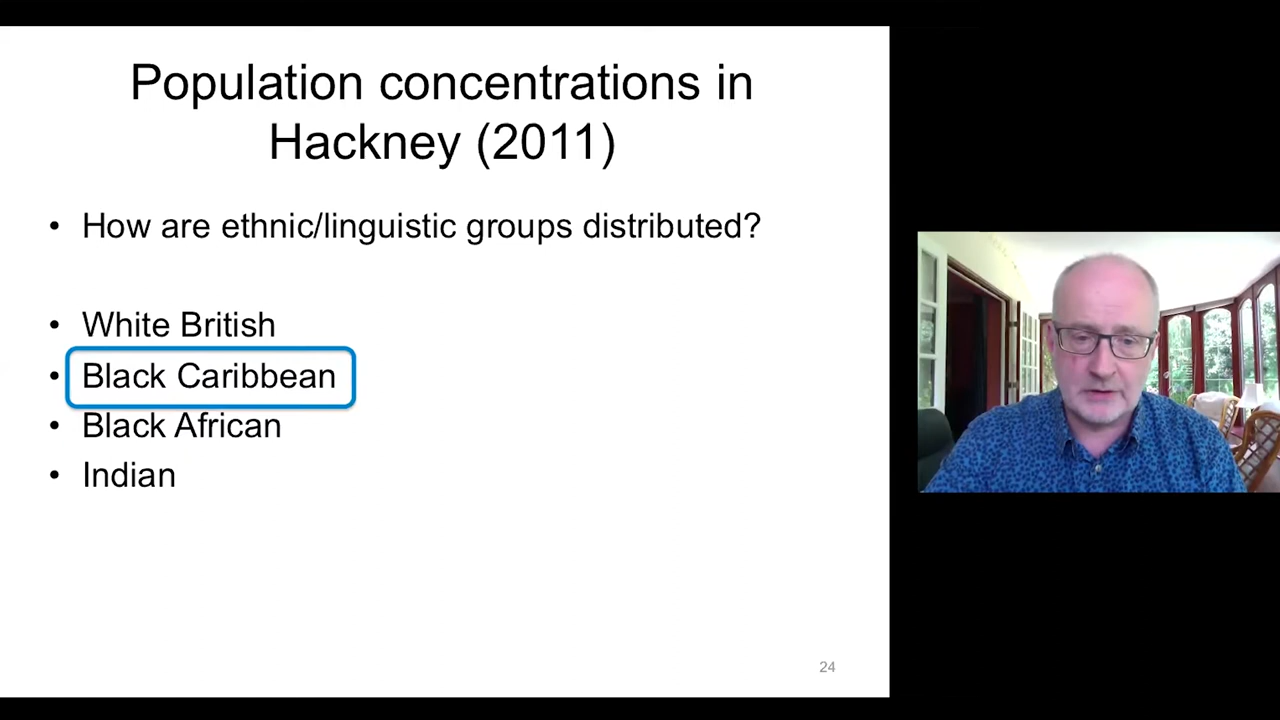 Population concentrations in
Hackney (2011)
• How are ethnic/linguistic groups distributed?
• White British
• Black Caribbean
• Black African
• Indian
24